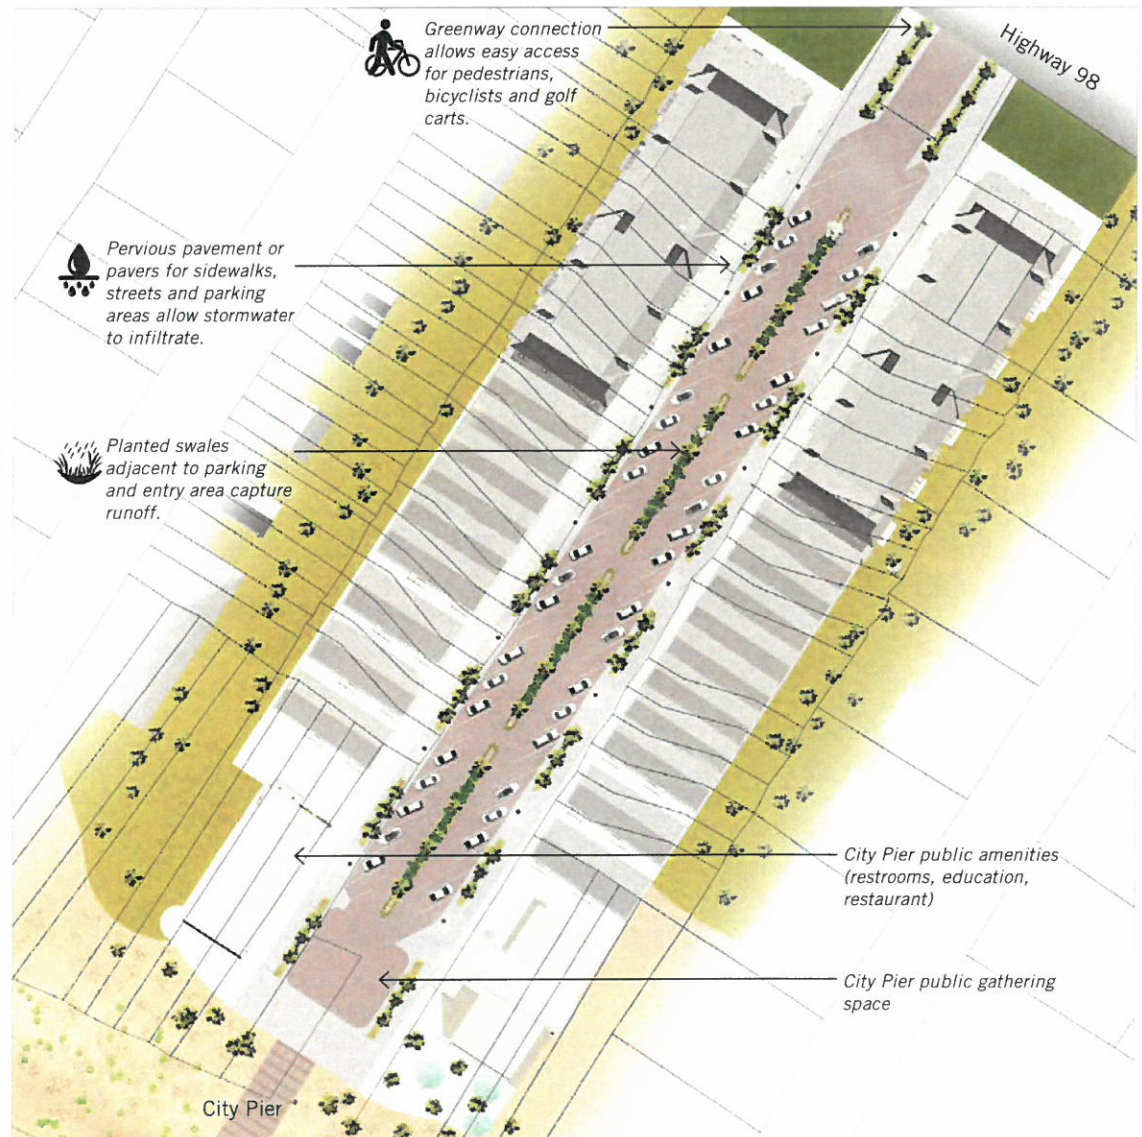 Greenway connection
allows easy access
for pedestrians,
bicyclists and golf
carts.
Highway 98
Pervious pavement or
pavers for sidewalks,
streets and parking
areas allow stormwater
to infiltrate.
Planted swales
adjacent to parking
and entry area capture
runoff.
City Pier public amenities
(restrooms, education,
restaurant)
City Pier public gathering
space
City Pier